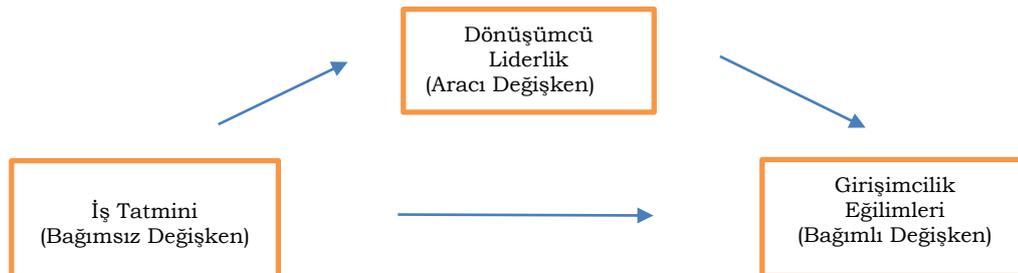 Dönüşümcü
Liderlik
(Aracı Değişken)
İş Tatmini
(Bağımsız Değişken)
Girişimcilik
Eğilimleri
(Bağımlı Değişken)